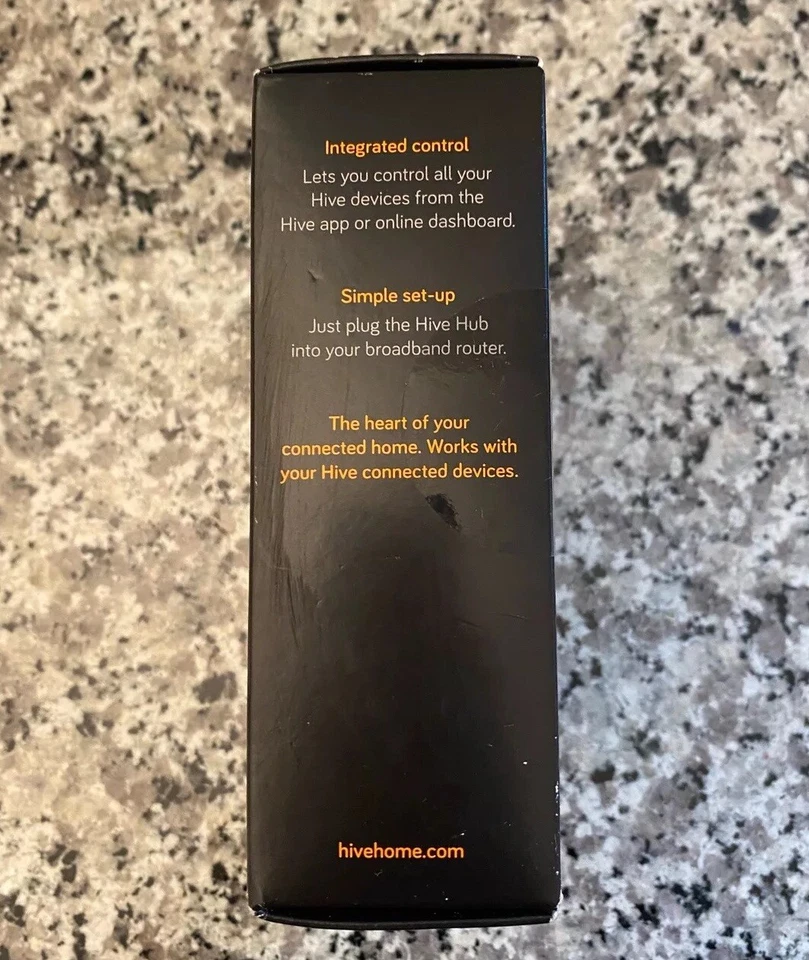 Integrated control
Lets you control all your
Hive devices from the
Hive app or online dashboard.
Simple set-up
Just plug the Hive Hub
into your broadband router.
The heart of your
connected home. Works with
your Hive connected devices.
hivehome.com